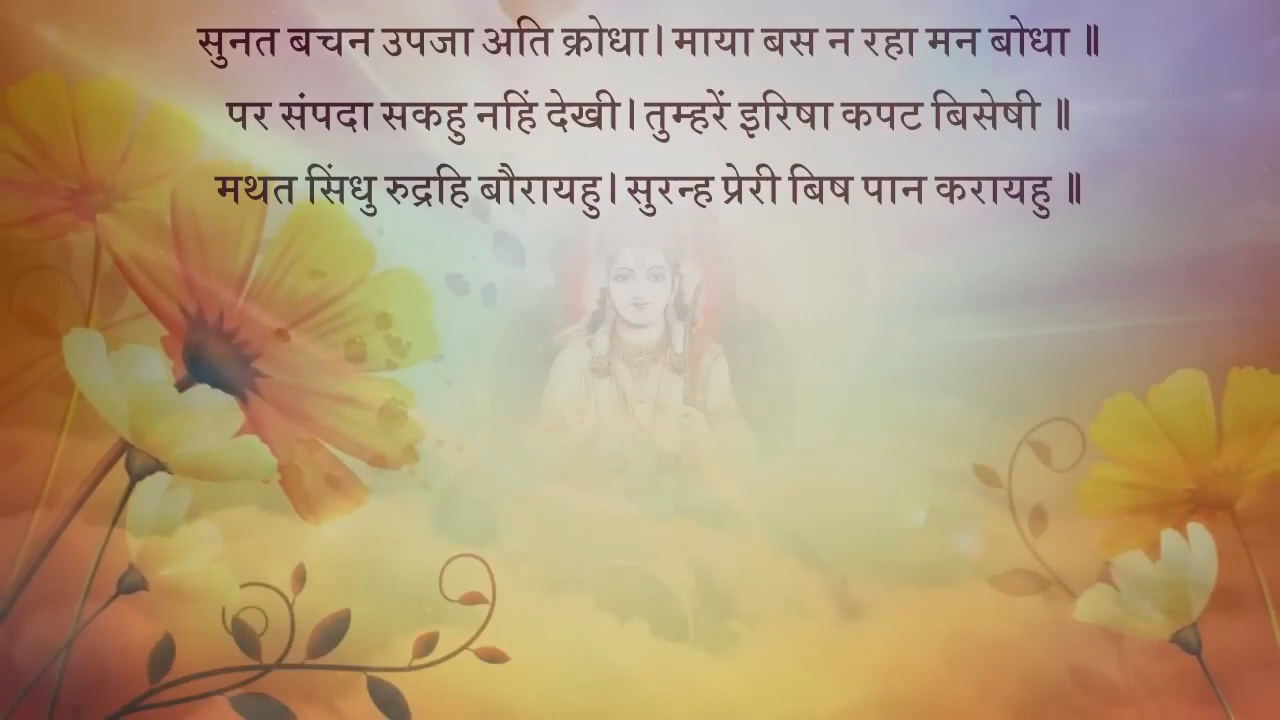 सुनत बचन उपजा अति क्रोधा। माया बस न रहा मन बोधा ॥
पर संपदा सकहु नहिं देखी। तुम्हरें इरिषा कपट बिसेषी ॥
मथत सिंधु रुद्रहि बौरायहु। सुरन्ह प्रेरी बिष पान करायहु ॥